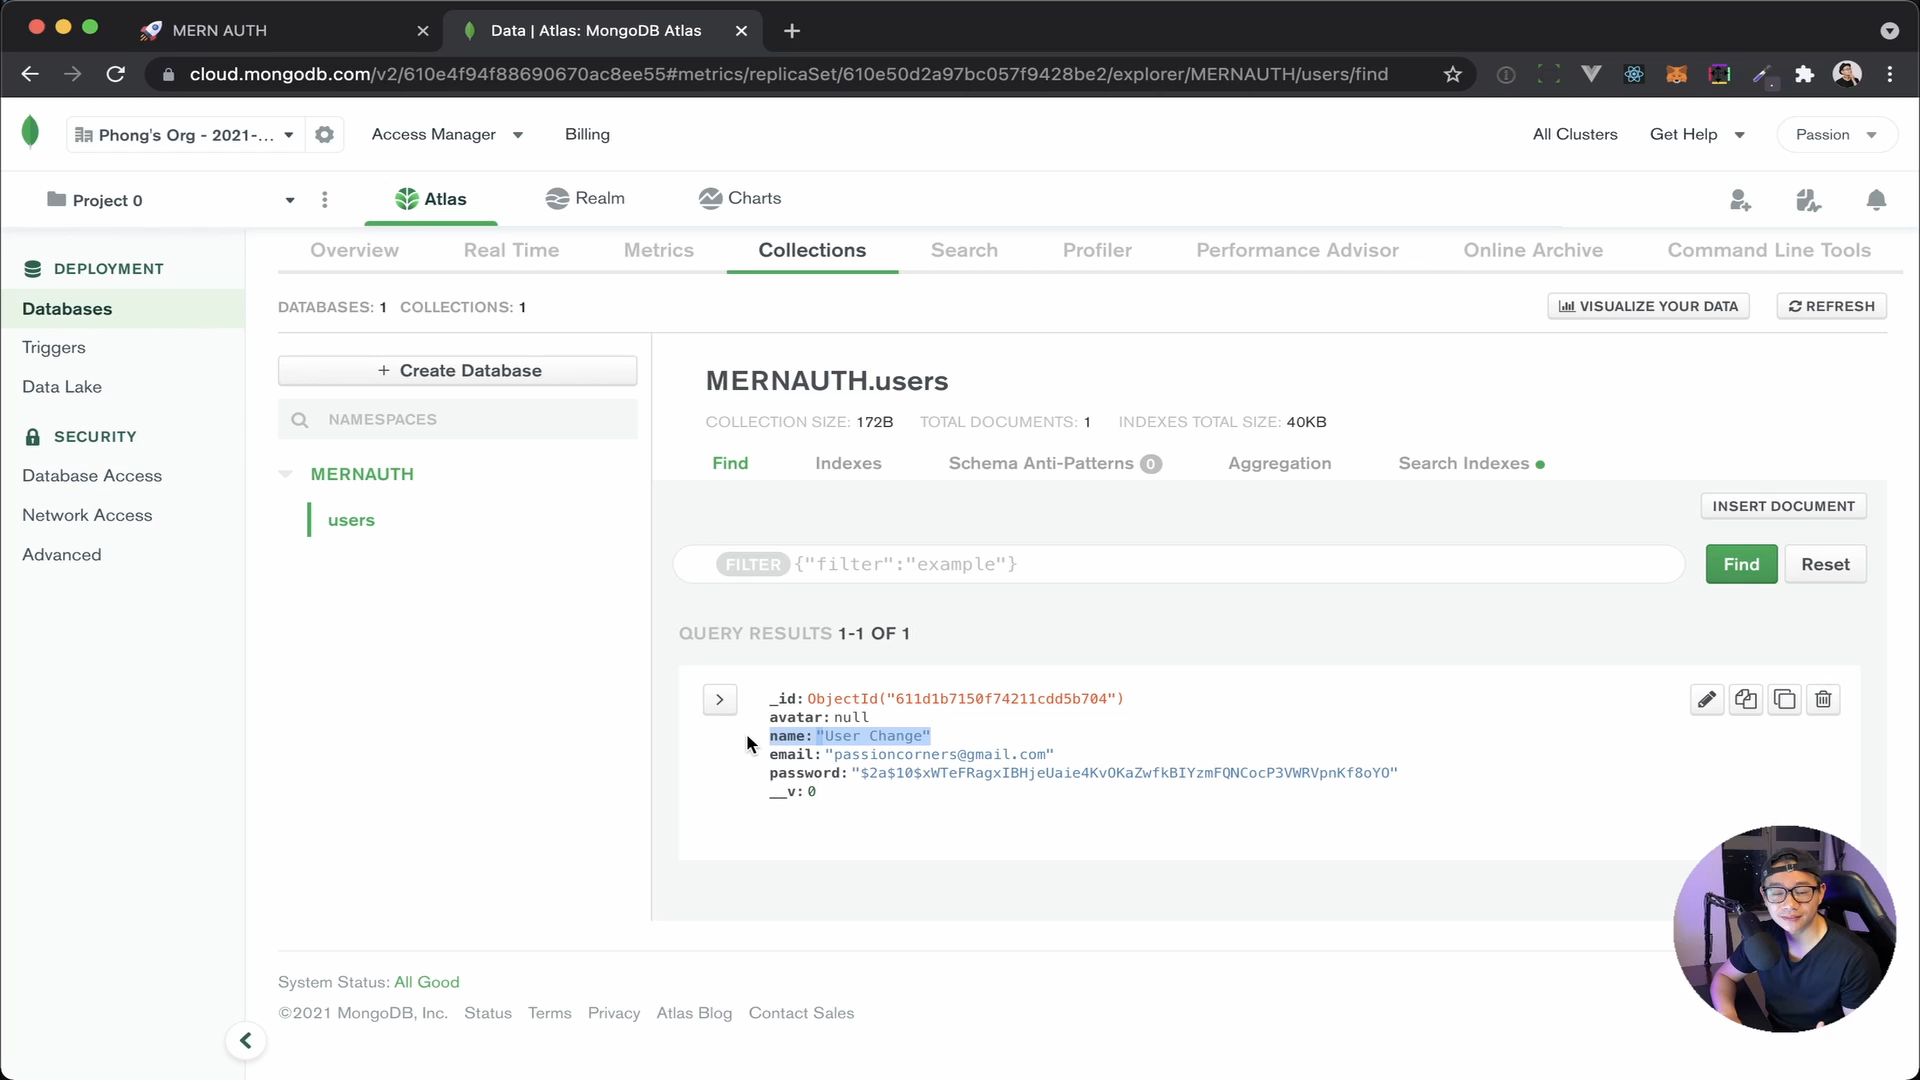 MERN AUTH
Data | Atlas: MongoDB Atlas
cloud.mongodb.com/v2/610e4f94f88690670ac8ee55#metrics/replicaSet/610e50d2a97bc057f9428be2/explorer/MERNAUTH/users/find
Phong's Org - 2021-...
Access Manager
Billing
All Clusters
Get Help
Passion
Project 0
Atlas
Realm
Charts
DEPLOYMENT
Databases
Triggers
Data Lake
SECURITY
Database Access
Network Access
Advanced
Overview
Real Time
Metrics
Collections
Search
Profiler
Performance Advisor
Online Archive
Command Line Tools
DATABASES: 1 COLLECTIONS: 1
VISUALIZE YOUR DATA
REFRESH
+ Create Database
NAMESPACES
MERNAUTH
users
MERNAUTH.users
COLLECTION SIZE: 172B TOTAL DOCUMENTS: 1 INDEXES TOTAL SIZE: 40KB
Find
Indexes
Schema Anti-Patterns 0
Aggregation
Search Indexes
INSERT DOCUMENT
FILTER {"filter":"example"}
Find
Reset
QUERY RESULTS 1-1 OF 1
_id: ObjectId("611d1b7150f74211cdd5b704")
avatar: null
name: "User Change"
email: "passioncorners@gmail.com"
password: "$2a$10$xWTeFRagxIBHjeUaie4KvOKaZwfkBIYzmFQNCocP3VWRVpnKf8oYO"
__v: 0
System Status: All Good
©2021 MongoDB, Inc. Status Terms Privacy Atlas Blog Contact Sales